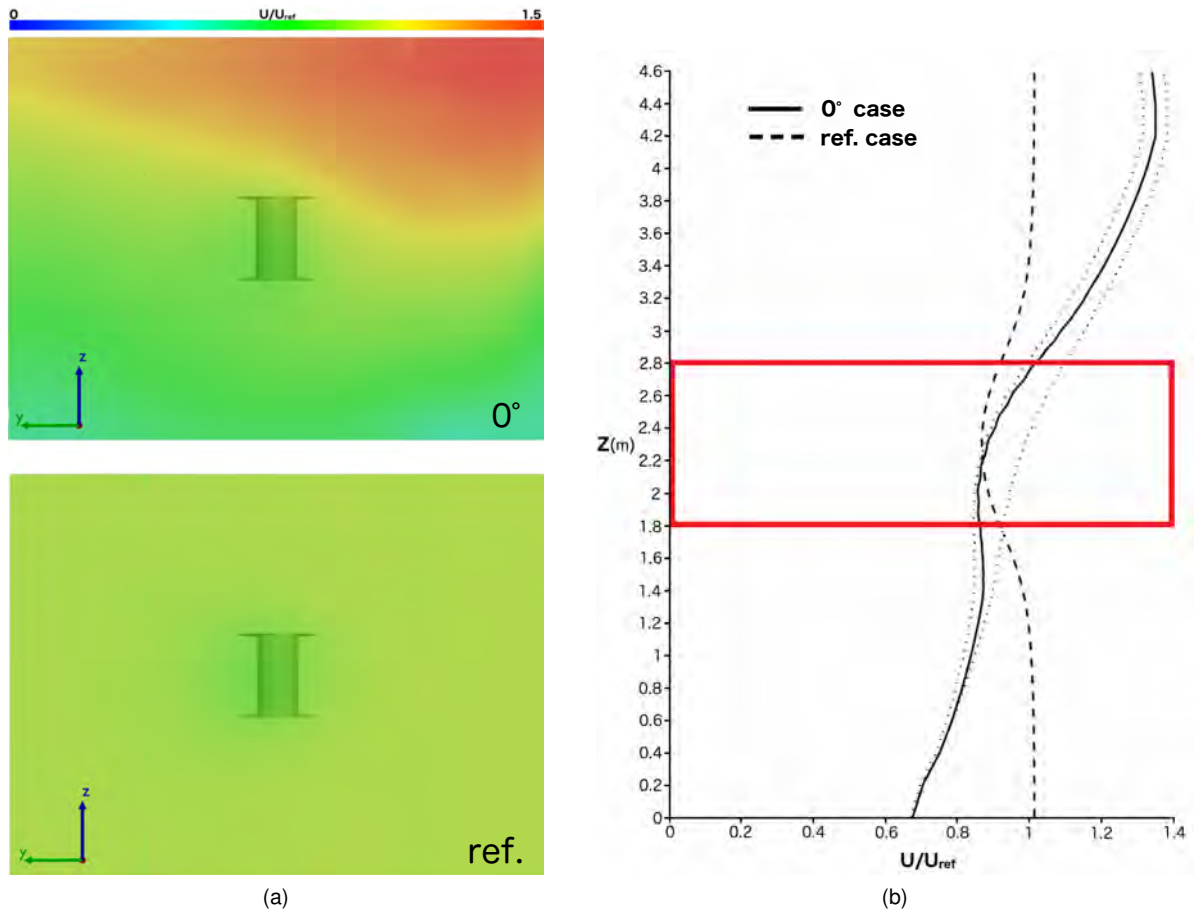 0 U/Uref 1.5
z
y
0°
z
y
ref.
(a)
4.6
4.4
4.2
4
3.8
3.6
3.4
3.2
3
2.8
2.6
2.4
Z(m)
2.2
2
1.8
1.6
1.4
1.2
1
0.8
0.6
0.4
0.2
0
0° case
ref. case
0 0.2 0.4 0.6 0.8 1 1.2 1.4
U/Uref
(b)